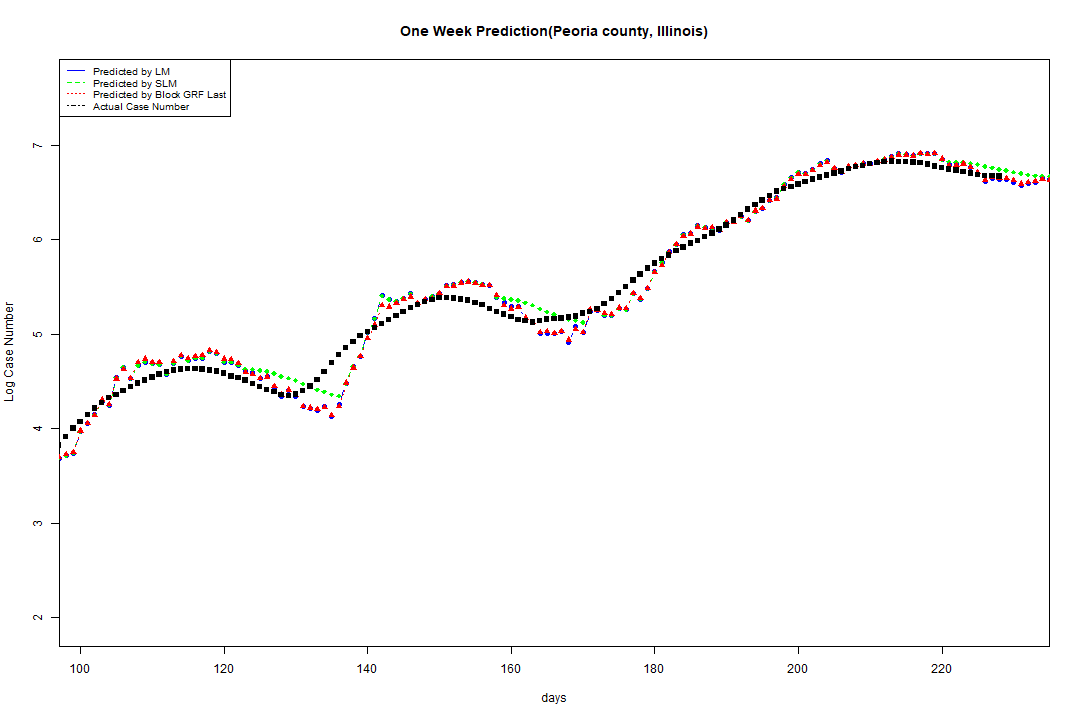 One Week Prediction(Peoria county, Illinois)
Predicted by LM
Predicted by SLM
Predicted by Block GRF Last
Actual Case Number
7
6
5
4
3
2
Log Case Number
100 120 140 160 180 200 220
days